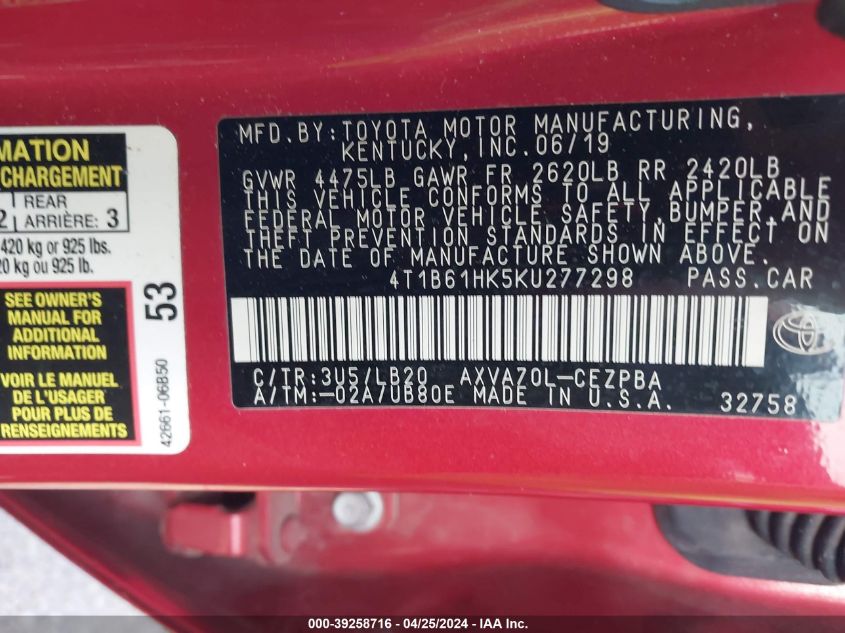 MATION
CHARGEMENT
REAR
2 ARRIÈRE: 3
420 kg or 925 lbs.
20 kg ou 925 lb.
SEE OWNER'S
MANUAL FOR
ADDITIONAL
INFORMATION
VOIR LE MANUEL
DE L'USAGER
POUR PLUS DE
RENSEIGNEMENTS
53
42661-06B50
MFD.BY:TOYOTA MOTOR MANUFACTURING,
KENTUCKY, INC.06/19
GVWR 4475LB GAWR FR 2620LB RR 2420LB
THIS VEHICLE CONFORMS TO ALL APPLICABLE
FEDERAL MOTOR VEHICLE SAFETY,BUMPER,AND
THEFT PREVENTION STANDARDS IN EFFECT ON
THE DATE OF MANUFACTURE SHOWN ABOVE.
4T1B61HK5KU277298 PASS.CAR
C/TR:3U5/LB20 AXVA70L-CEZPBA
A/TM:-02A/UB80E MADE IN U.S.A. 32758
000-39258716 - 04/25/2024 - IAA Inc.